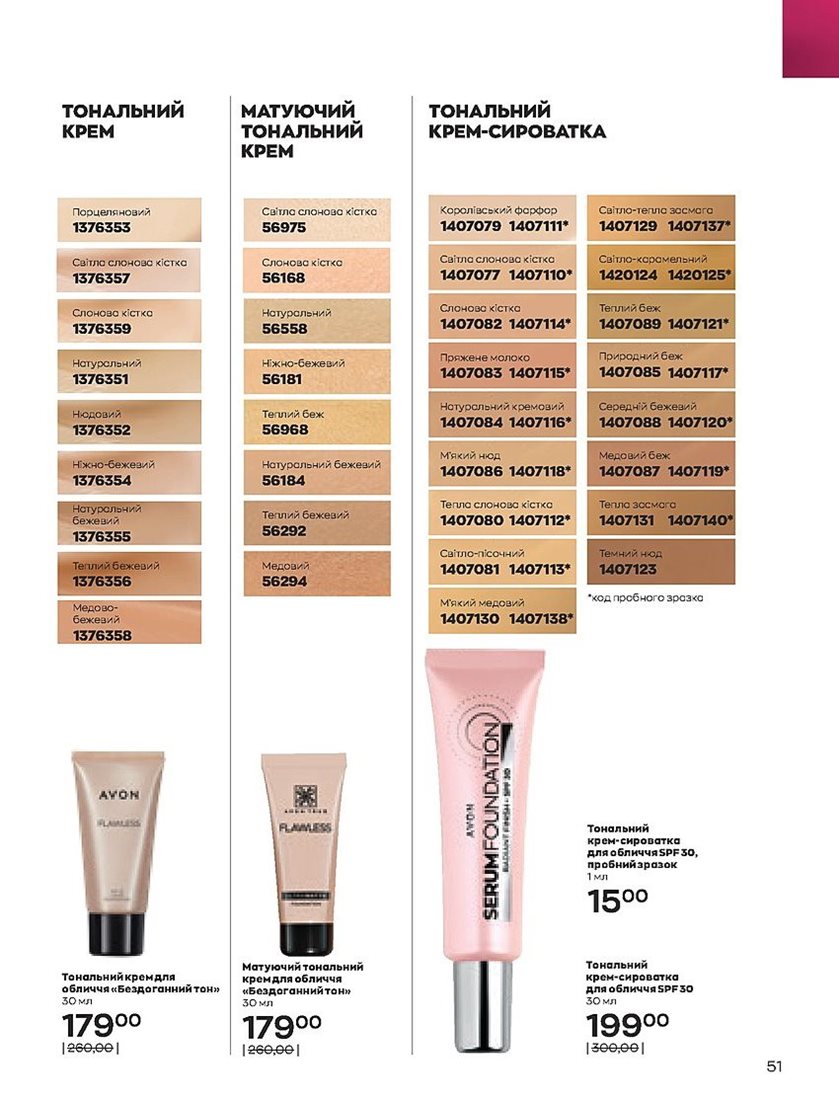 ТОНАЛЬНИЙ
КРЕМ
Порцеляновий
1376353
Світла слонова кістка
1376357
Слонова кістка
1376359
Натуральний
1376351
Нюдовий
1376352
Ніжно-бежевий
1376354
Натуральний
бежевий
1376355
Теплий бежевий
1376356
Медово-
бежевий
1376358
AVON
FLAWLESS
Тональний крем для
обличчя «Бездоганний тон»
30 мл
179⁰⁰
| 260,00 |
МАТУЮЧИЙ
ТОНАЛЬНИЙ
КРЕМ
Світла слонова кістка
56975
Слонова кістка
56168
Натуральний
56558
Ніжно-бежевий
56181
Теплий беж
56968
Натуральний бежевий
56184
Теплий бежевий
56292
Медовий
56294
AVON TRUE
FLAWLESS
Матуючий тональний
крем для обличчя
«Бездоганний тон»
30 мл
179⁰⁰
| 260,00 |
ТОНАЛЬНИЙ
КРЕМ-СИРОВАТКА
Королівський фарфор
1407079 1407111*
Світла слонова кістка
1407077 1407110*
Слонова кістка
1407082 1407114*
Пряжене молоко
1407083 1407115*
Натуральний кремовий
1407084 1407116*
М'який нюд
1407086 1407118*
Тепла слонова кістка
1407080 1407112*
Світло-пісочний
1407081 1407113*
М'який медовий
1407130 1407138*
Світло-тепла засмага
1407129 1407137*
Світло-карамельний
1420124 1420125*
Теплий беж
1407089 1407121*
Природний беж
1407085 1407117*
Середній бежевий
1407088 1407120*
Медовий беж
1407087 1407119*
Тепла засмага
1407131 1407140*
Темний нюд
1407123
*код пробного зразка
AVON
SERUM FOUNDATION
RADIANT FINISH • SPF 30
Тональний
крем-сироватка
для обличчя SPF 30,
пробний зразок
1 мл
15⁰⁰
Тональний
крем-сироватка
для обличчя SPF 30
30 мл
199⁰⁰
| 300,00 |
51